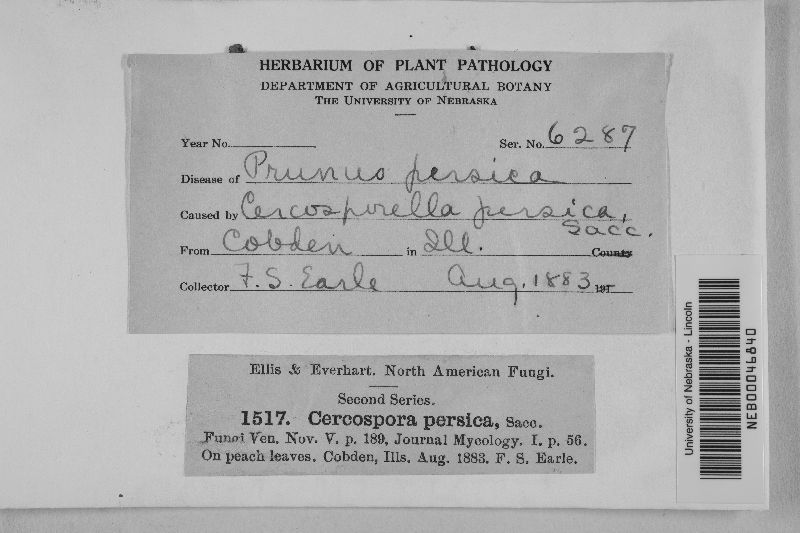 HERBARIUM OF PLANT PATHOLOGY
DEPARTMENT OF AGRICULTURAL BOTANY
THE UNIVERSITY OF NEBRASKA
Year No. Ser. No. 6287
Disease of Prunus persica
Caused by Cercosporella persica,
Sacc.
From Cobden in Ill. County
Collector F. S. Earle Aug. 1883 191
Ellis & Everhart. North American Fungi.
Second Series.
1517. Cercospora persica, Sacc.
Fungi Ven. Nov. V. p. 189, Journal Mycology. I. p. 56.
On peach leaves. Cobden, Ills. Aug. 1883. F. S. Earle.
University of Nebraska - Lincoln
NEB00046840